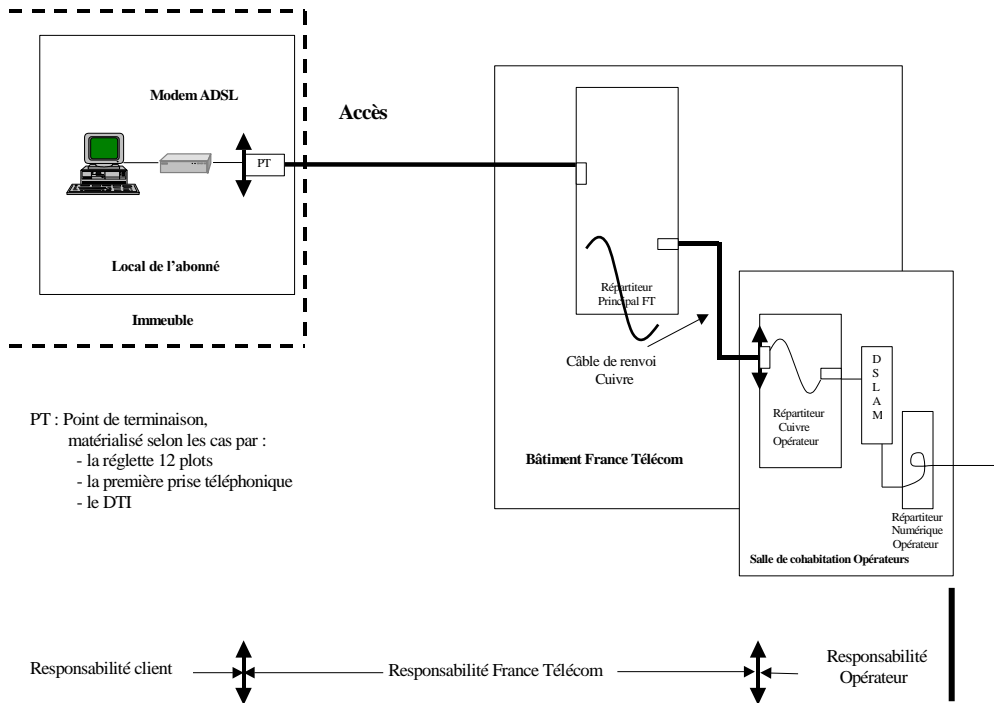 Modem ADSL
Accès
PT
Local de l'abonné
Immeuble
Répartiteur
Principal FT
Câble de renvoi
Cuivre
D
S
L
A
M
Répartiteur
Cuivre
Opérateur
Bâtiment France Télécom
Répartiteur
Numérique
Opérateur
Salle de cohabitation Opérateurs
PT : Point de terminaison,
matérialisé selon les cas par :
- la réglette 12 plots
- la première prise téléphonique
- le DTI
Responsabilité client
Responsabilité France Télécom
Responsabilité
Opérateur